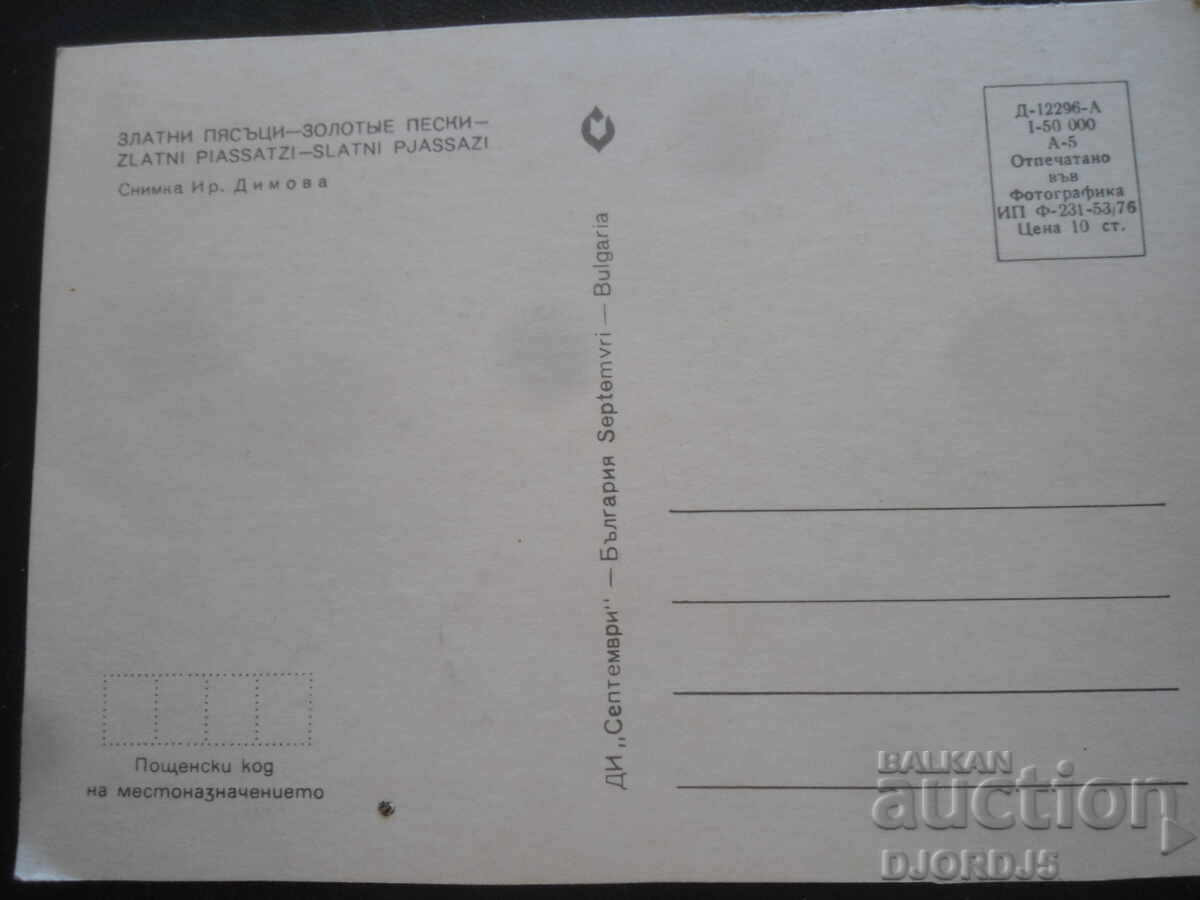 ЗЛАТНИ ПЯСЪЦИ—ЗОЛОТЫЕ ПЕСКИ—
ZLATNI PIASSATZI—SLATNI PJASSAZI
Снимка Ир. Димова
Д-12296-А
1-50 000
А-5
Отпечатано
във
Фотографика
ИП Ф-231-53/76
Цена 10 ст.
ДИ „Септември" — България Septemvri — Bulgaria
Пощенски код
на местоназначението
BALKAN
auction
DJORDJ5